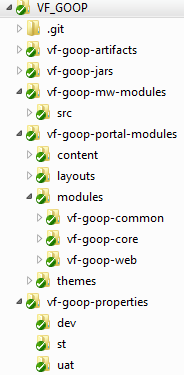 VF_GOOP
.git
vf-goop-artifacts
vf-goop-jars
vf-goop-mw-modules
src
vf-goop-portal-modules
content
layouts
modules
vf-goop-common
vf-goop-core
vf-goop-web
themes
vf-goop-properties
dev
st
uat